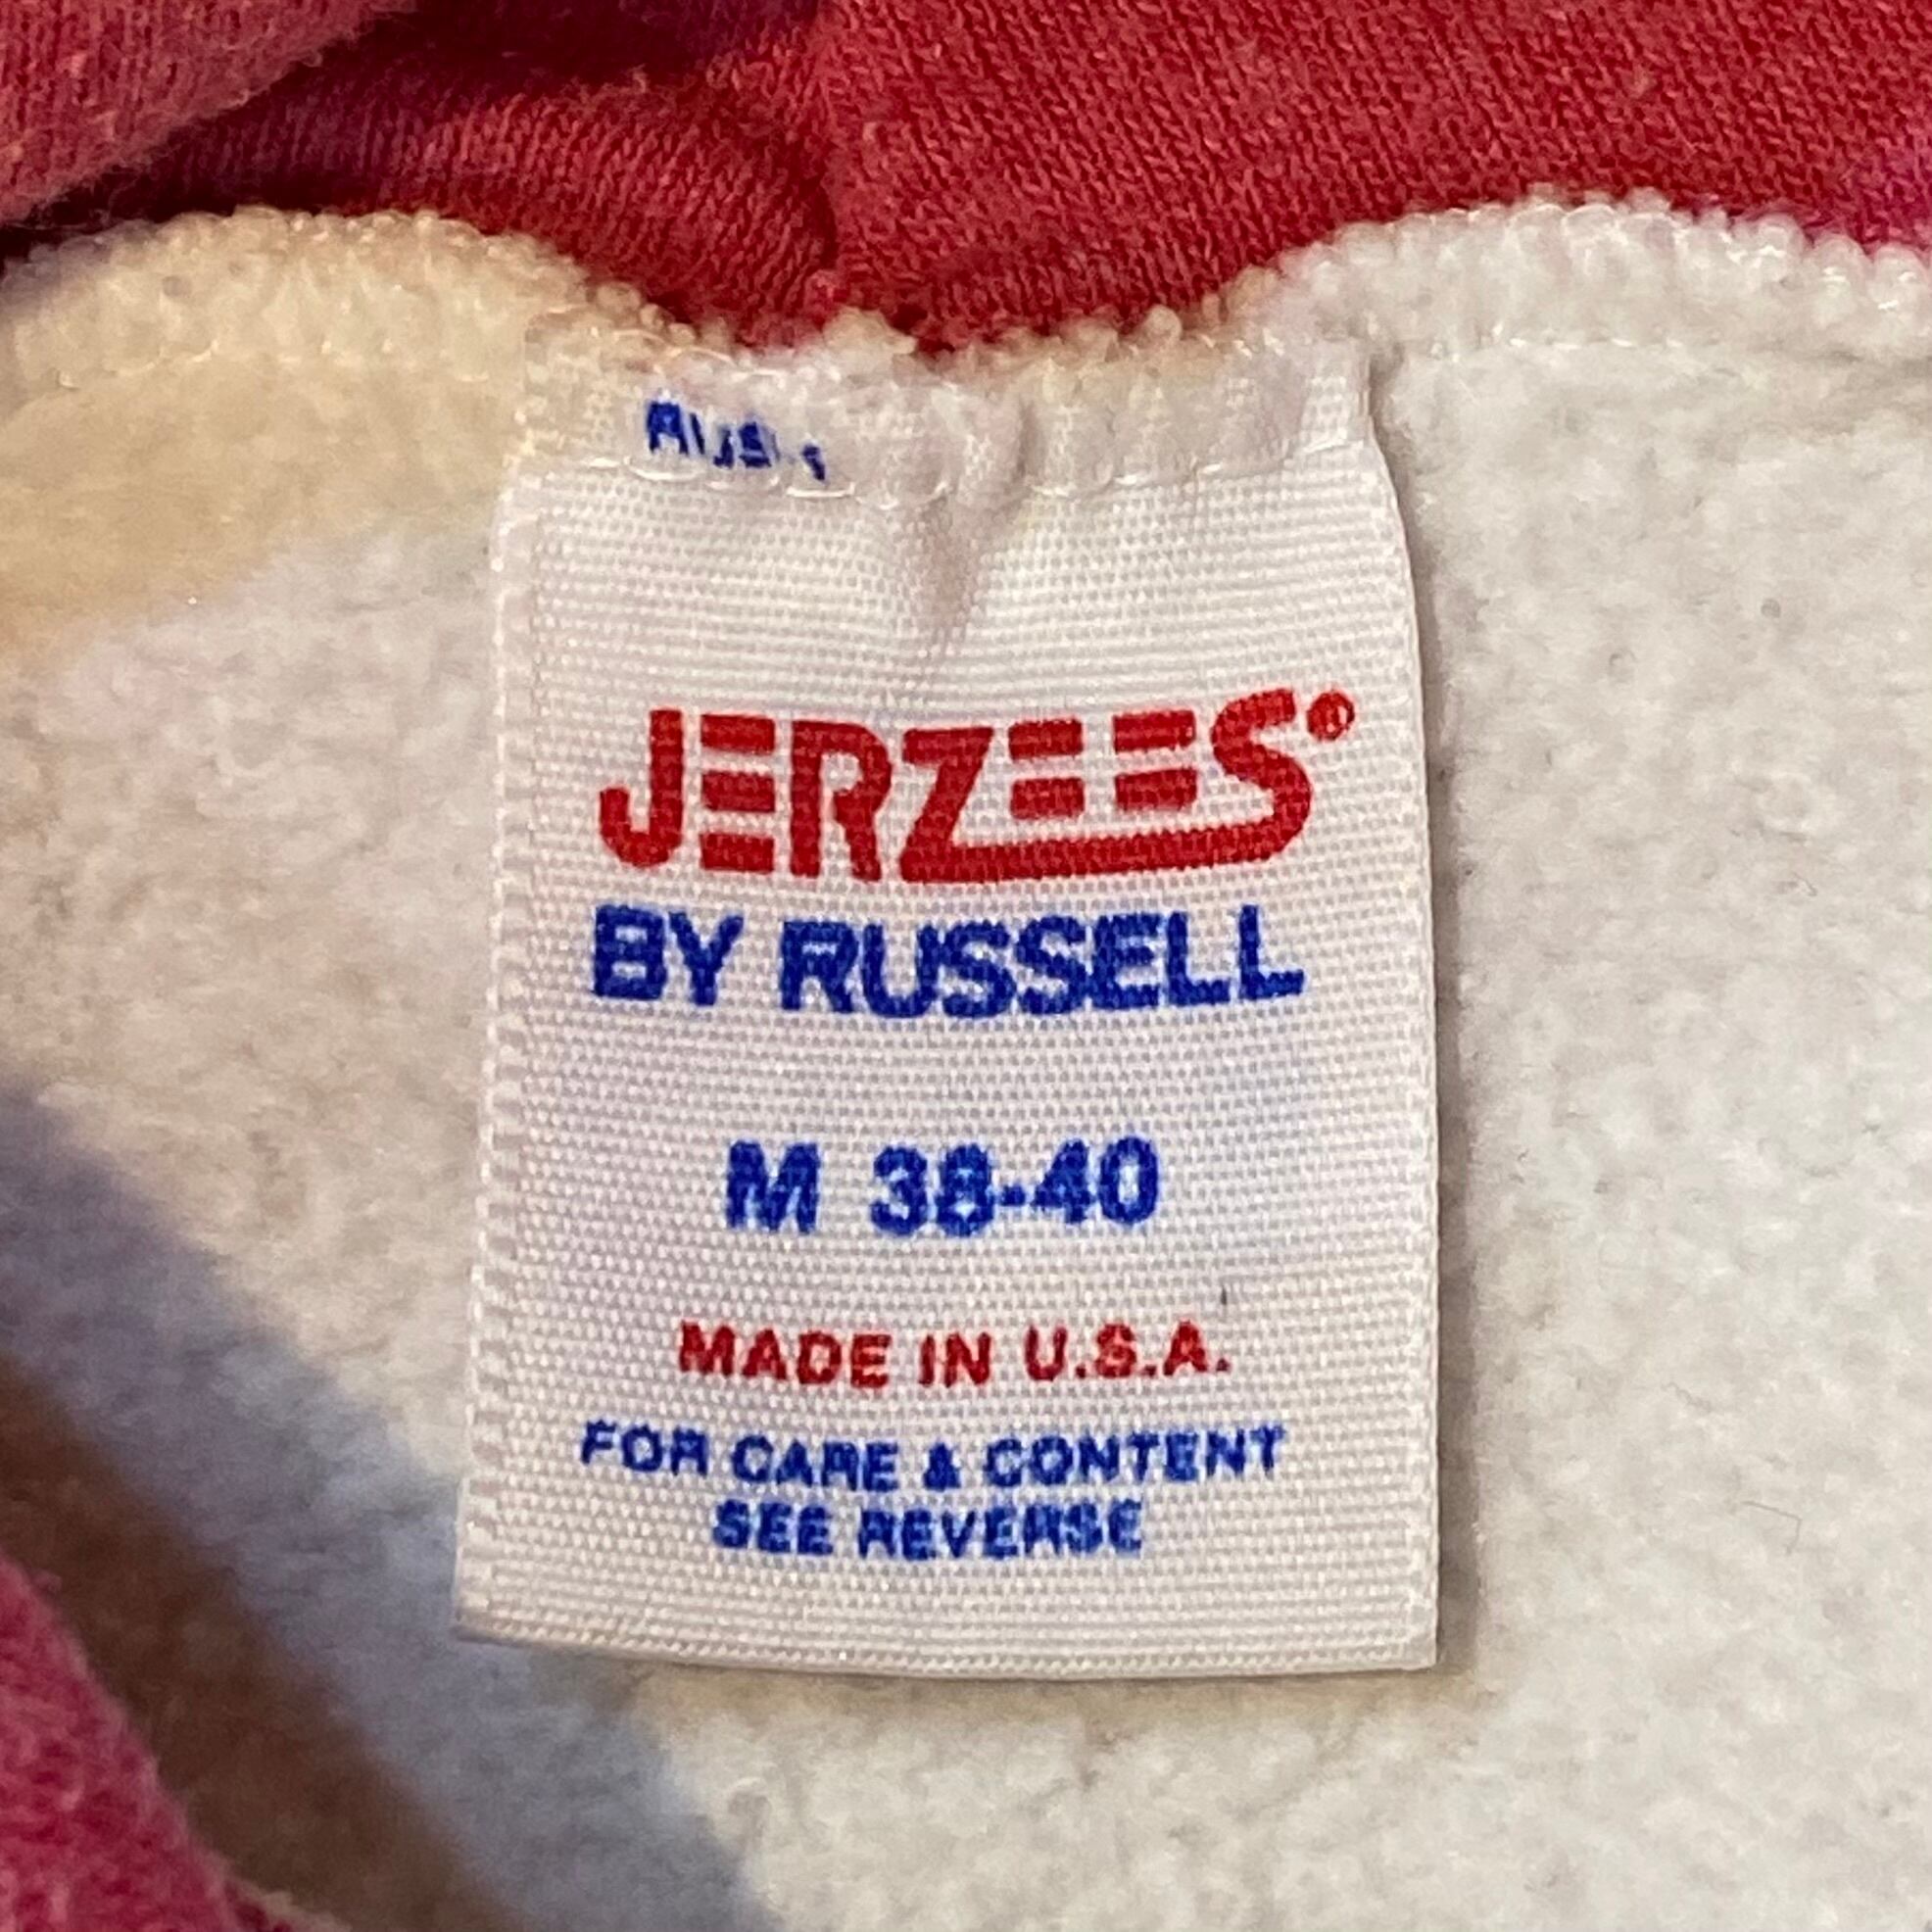 JERZEES®
BY RUSSELL
M 38-40
MADE IN U.S.A.
FOR CARE & CONTENT
SEE REVERSE